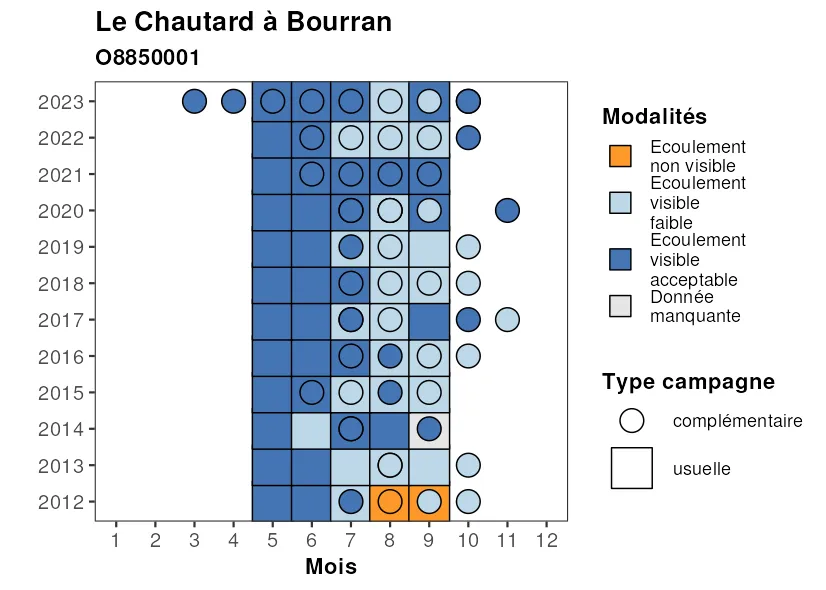 Le Chautard à Bourran
O8850001
2023
2022
2021
2020
2019
2018
2017
2016
2015
2014
2013
2012
1 2 3 4 5 6 7 8 9 10 11 12
Mois
Modalités
Ecoulement
non visible
Ecoulement
visible
faible
Ecoulement
visible
acceptable
Donnée
manquante
Type campagne
complémentaire
usuelle